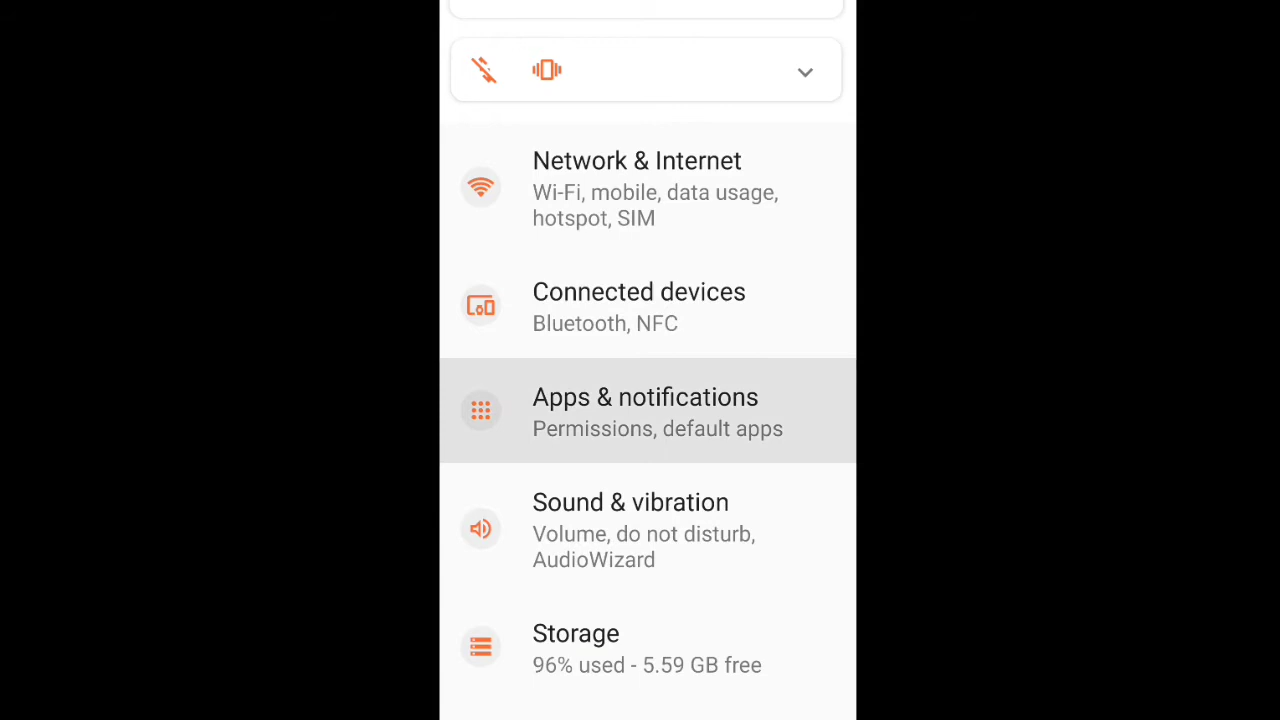 Network & Internet
Wi-Fi, mobile, data usage,
hotspot, SIM
Connected devices
Bluetooth, NFC
Apps & notifications
Permissions, default apps
Sound & vibration
Volume, do not disturb,
AudioWizard
Storage
96% used - 5.59 GB free